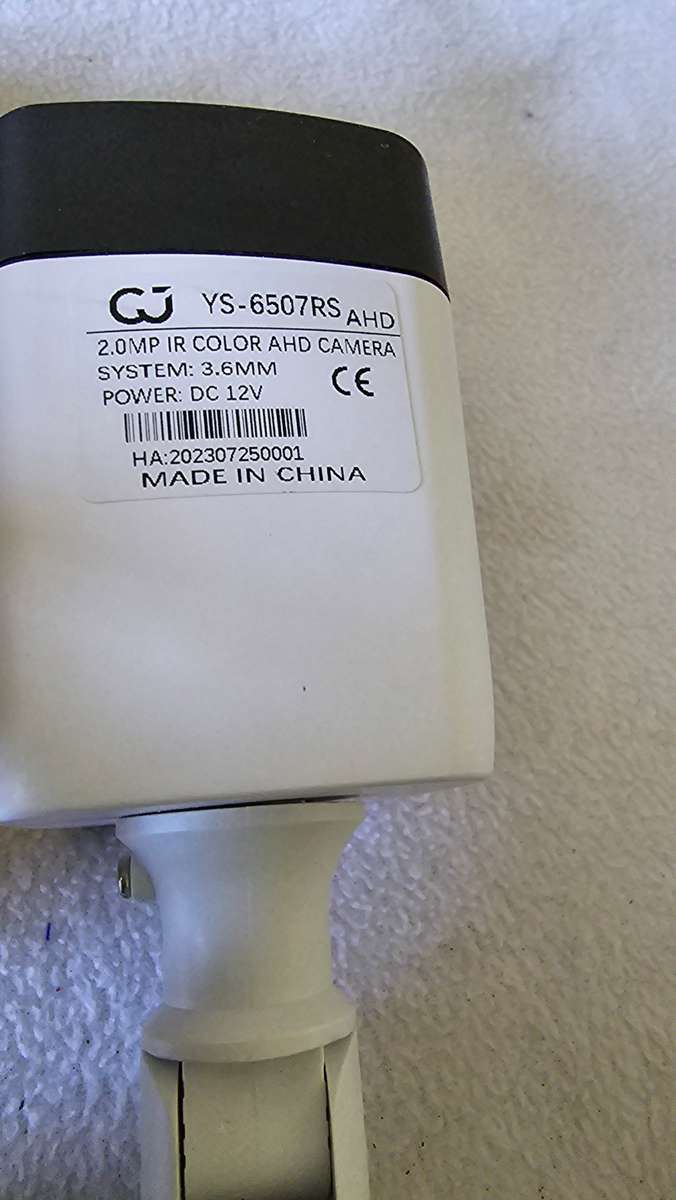 CJ YS-6507RS AHD
2.0MP IR COLOR AHD CAMERA
SYSTEM: 3.6MM
POWER: DC 12V
CE
HA:202307250001
MADE IN CHINA